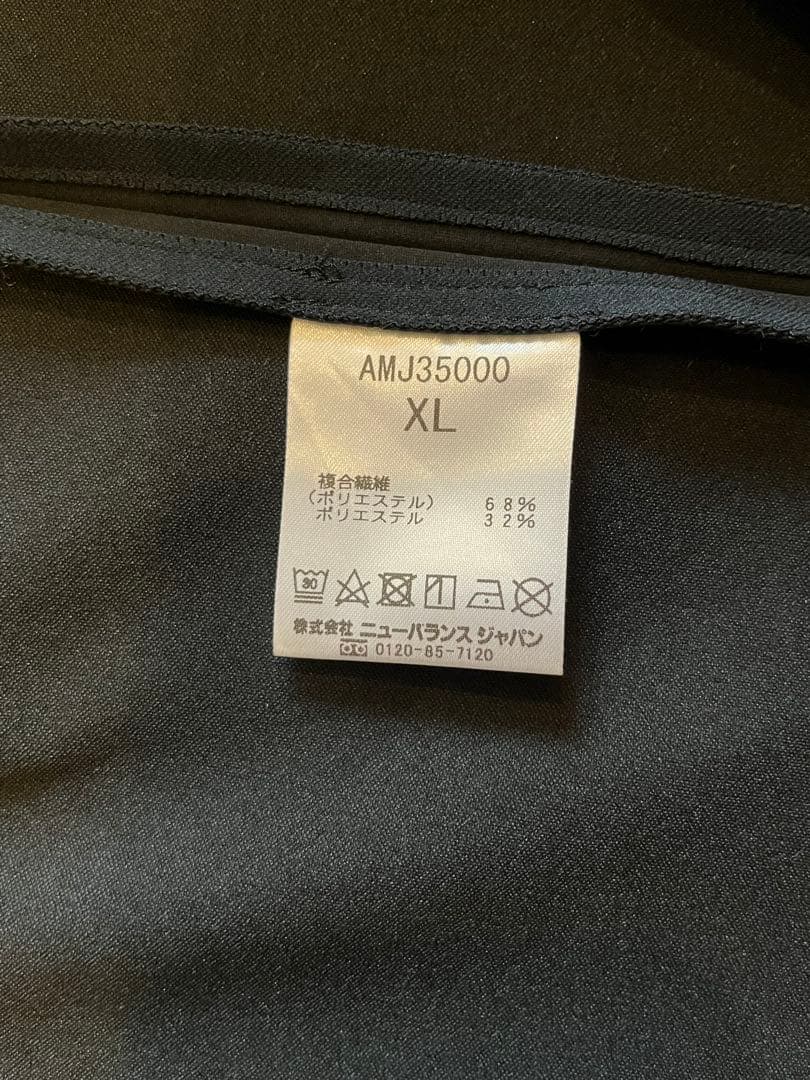 AMJ35000
XL
複合繊維
(ポリエステル) 68%
ポリエステル 32%
30
株式会社 ニューバランス ジャパン
0120-85-7120